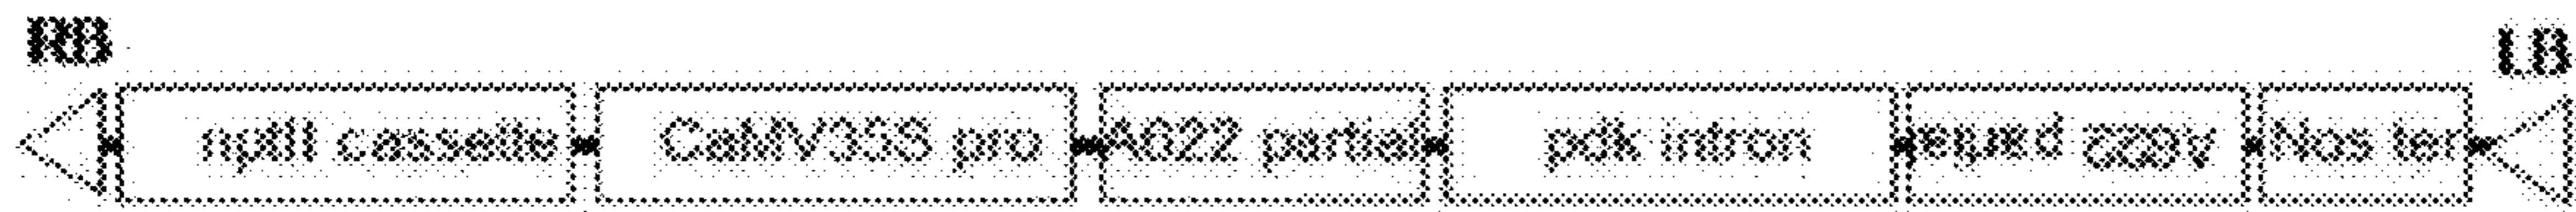 RB LB
nptII cassette CaMV35S pro A622 partial pdk intron A622 partial Nos ter